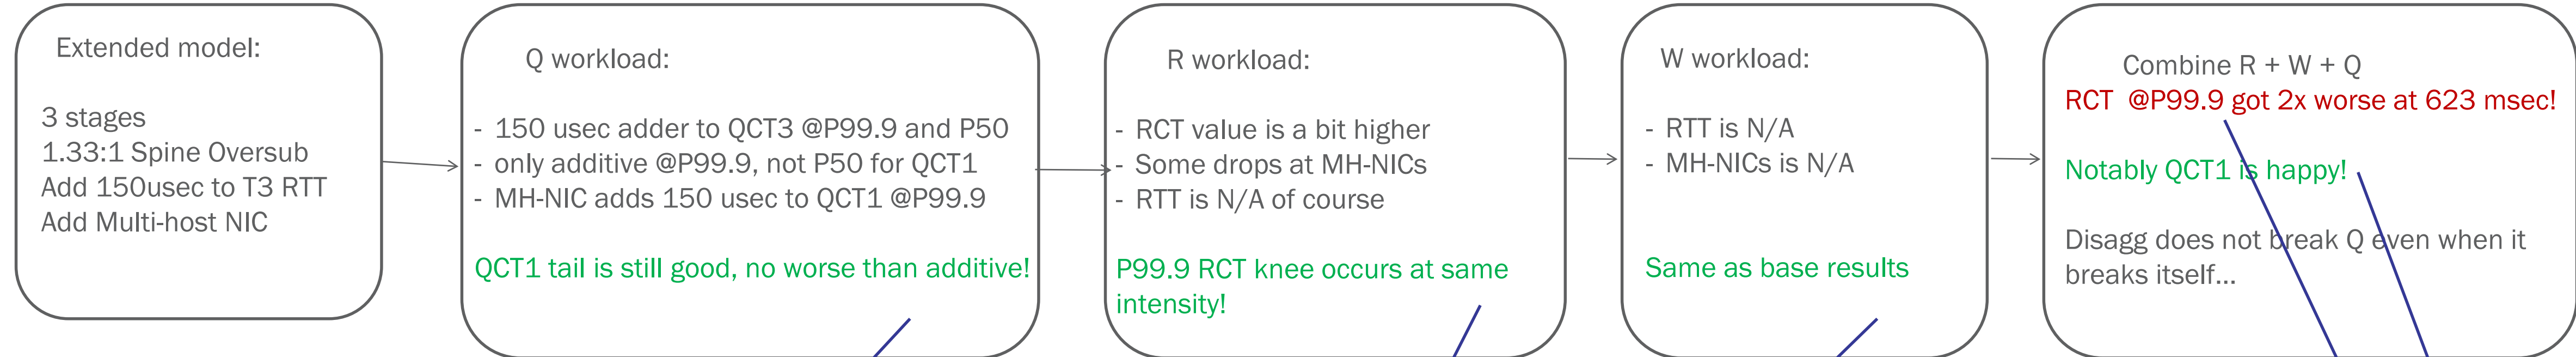 Extended model:
3 stages
1.33:1 Spine Oversub
Add 150usec to T3 RTT
Add Multi-host NIC
Q workload:
- 150 usec adder to QCT3 @P99.9 and P50
- only additive @P99.9, not P50 for QCT1
- MH-NIC adds 150 usec to QCT1 @P99.9
QCT1 tail is still good, no worse than additive!
R workload:
- RCT value is a bit higher
- Some drops at MH-NICs
- RTT is N/A of course
P99.9 RCT knee occurs at same
intensity!
W workload:
- RTT is N/A
- MH-NICs is N/A
Same as base results
Combine R + W + Q
RCT @P99.9 got 2x worse at 623 msec!
Notably QCT1 is happy!
Disagg does not break Q even when it
breaks itself...